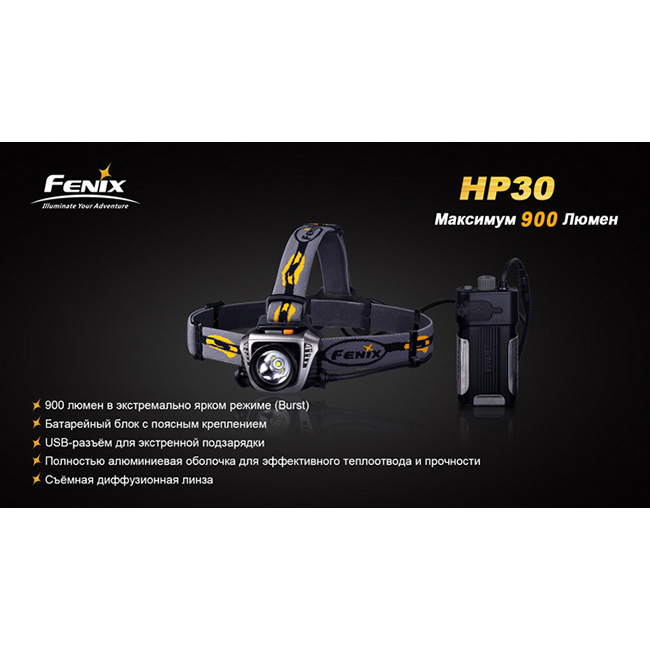 FENIX
Illuminate Your Adventure
HP30
Максимум 900 Люмен
FENIX
900 люмен в экстремально ярком режиме (Burst)
Батарейный блок с поясным креплением
USB-разъём для экстренной подзарядки
Полностью алюминиевая оболочка для эффективного теплоотвода и прочности
Съёмная диффузионная линза